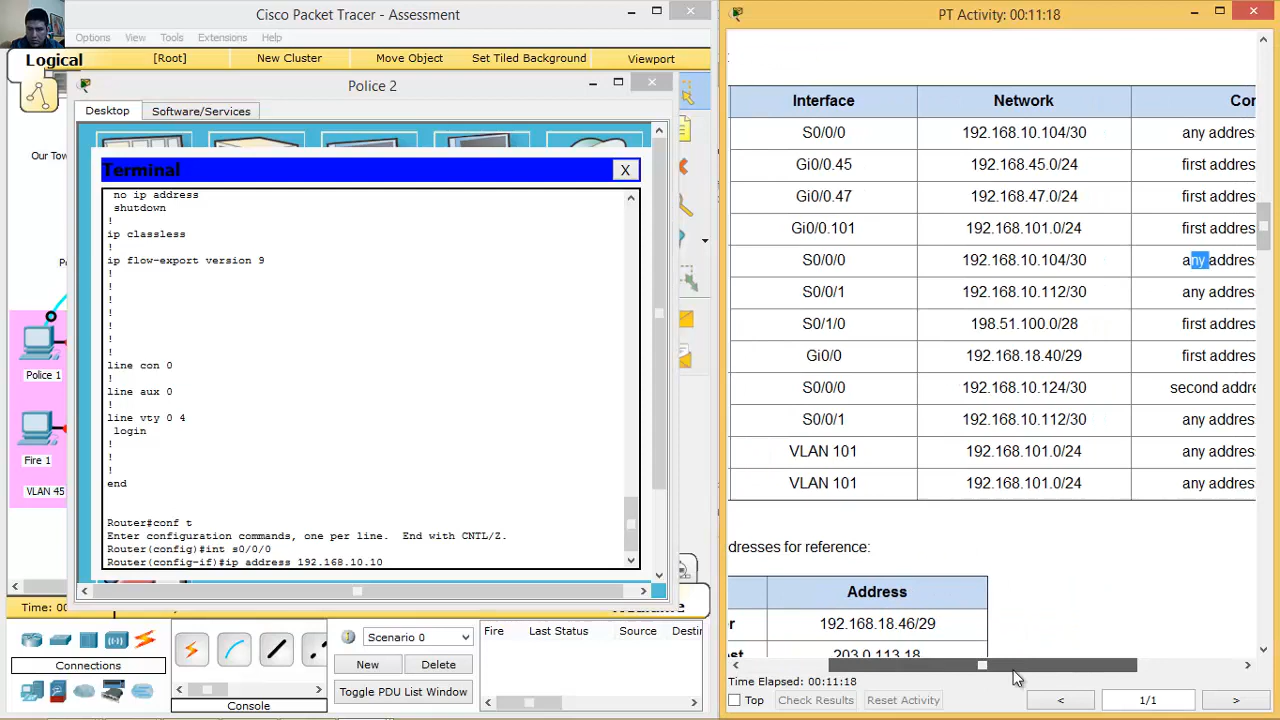 Cisco Packet Tracer - Assessment
Options View Tools Extensions Help
Logical [Root] New Cluster Move Object Set Tiled Background Viewport
Police 2
Desktop Software/Services
Terminal X
no ip address
shutdown
!
ip classless
!
ip flow-export version 9
!
!
!
!
!
!
!
line con 0
!
line aux 0
!
line vty 0 4
login
!
!
!
end
Router#conf t
Enter configuration commands, one per line. End with CNTL/Z.
Router(config)#int s0/0/0
Router(config-if)#ip address 192.168.10.10
Our Tow
P
Police 1
Fire 1
VLAN 45
Time: 00
Connections
Scenario 0
New Delete
Toggle PDU List Window
Console
Fire Last Status Source Destin
PT Activity: 00:11:18
Interface Network Con
S0/0/0 192.168.10.104/30 any addres
Gi0/0.45 192.168.45.0/24 first addres
Gi0/0.47 192.168.47.0/24 first addres
Gi0/0.101 192.168.101.0/24 first addres
S0/0/0 192.168.10.104/30 any addres
S0/0/1 192.168.10.112/30 any addres
S0/1/0 198.51.100.0/28 first addres
Gi0/0 192.168.18.40/29 first addres
S0/0/0 192.168.10.124/30 second addre
S0/0/1 192.168.10.112/30 any addres
VLAN 101 192.168.101.0/24 any addres
VLAN 101 192.168.101.0/24 any addres
dresses for reference:
Address
er 192.168.18.46/29
est 203.0.113.18
Time Elapsed: 00:11:18
Top Check Results Reset Activity < 1/1 >